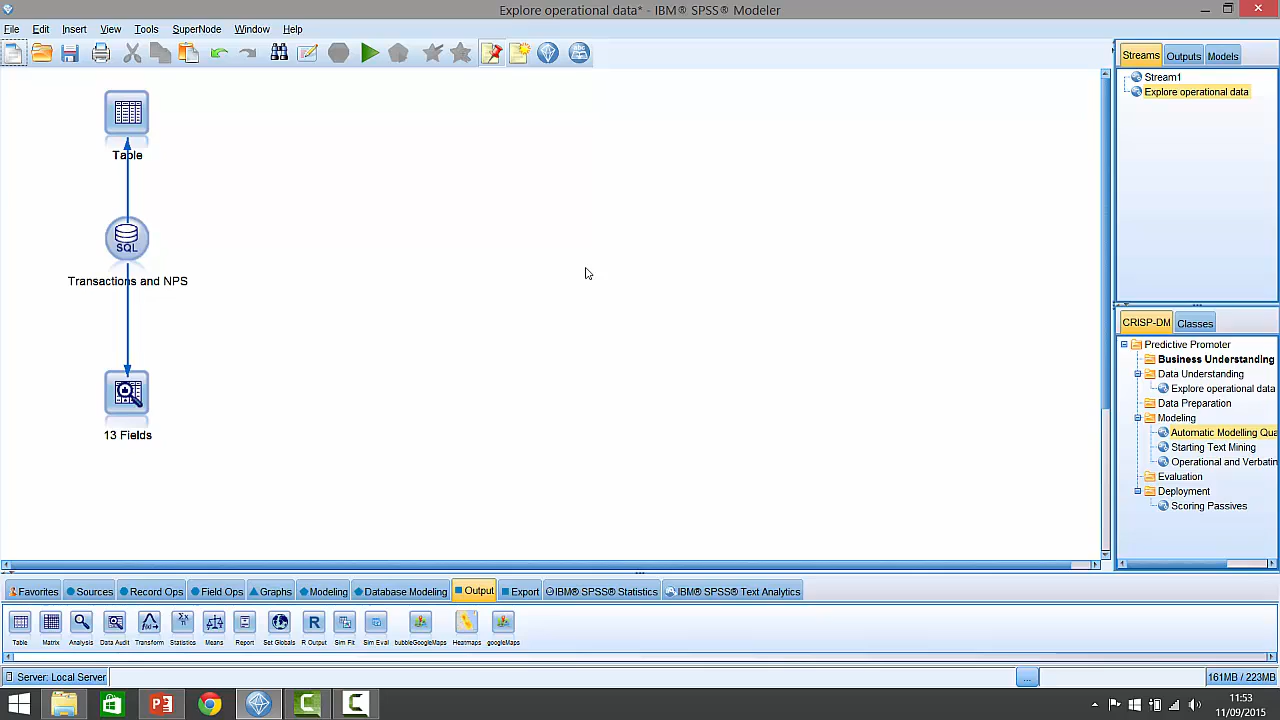 Explore operational data* - IBM® SPSS® Modeler
File Edit Insert View Tools SuperNode Window Help
Streams Outputs Models
Stream1
Explore operational data
Table
SQL
Transactions and NPS
13 Fields
CRISP-DM Classes
Predictive Promoter
Business Understanding
Data Understanding
Explore operational data
Data Preparation
Modeling
Automatic Modelling Qua
Starting Text Mining
Operational and Verbatin
Evaluation
Deployment
Scoring Passives
Favorites Sources Record Ops Field Ops Graphs Modeling Database Modeling Output Export IBM® SPSS® Statistics IBM® SPSS® Text Analytics
Table Matrix Analysis Data Audit Transform Statistics Means Report Set Globals R Output Sim Fit Sim Eval bubbleGoogleMaps Heatmaps googleMaps
Server: Local Server ... 161MB / 223MB
11:53
11/09/2015